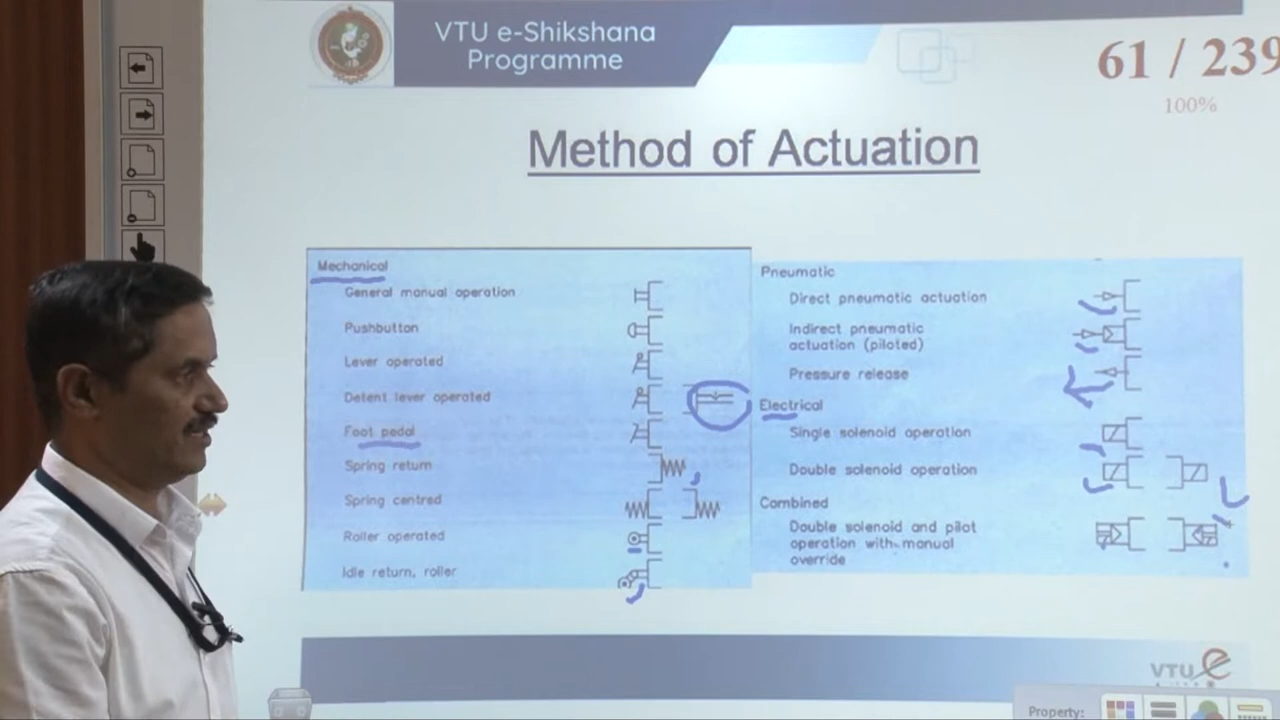 VTU e-Shikshana
Programme
61 / 239
100%
Method of Actuation
Mechanical
General manual operation
Pushbutton
Lever operated
Detent lever operated
Foot pedal
Spring return
Spring centred
Roller operated
Idle return, roller
Pneumatic
Direct pneumatic actuation
Indirect pneumatic
actuation (piloted)
Pressure release
Electrical
Single solenoid operation
Double solenoid operation
Combined
Double solenoid and pilot
operation with manual
override
VTU e
Property: